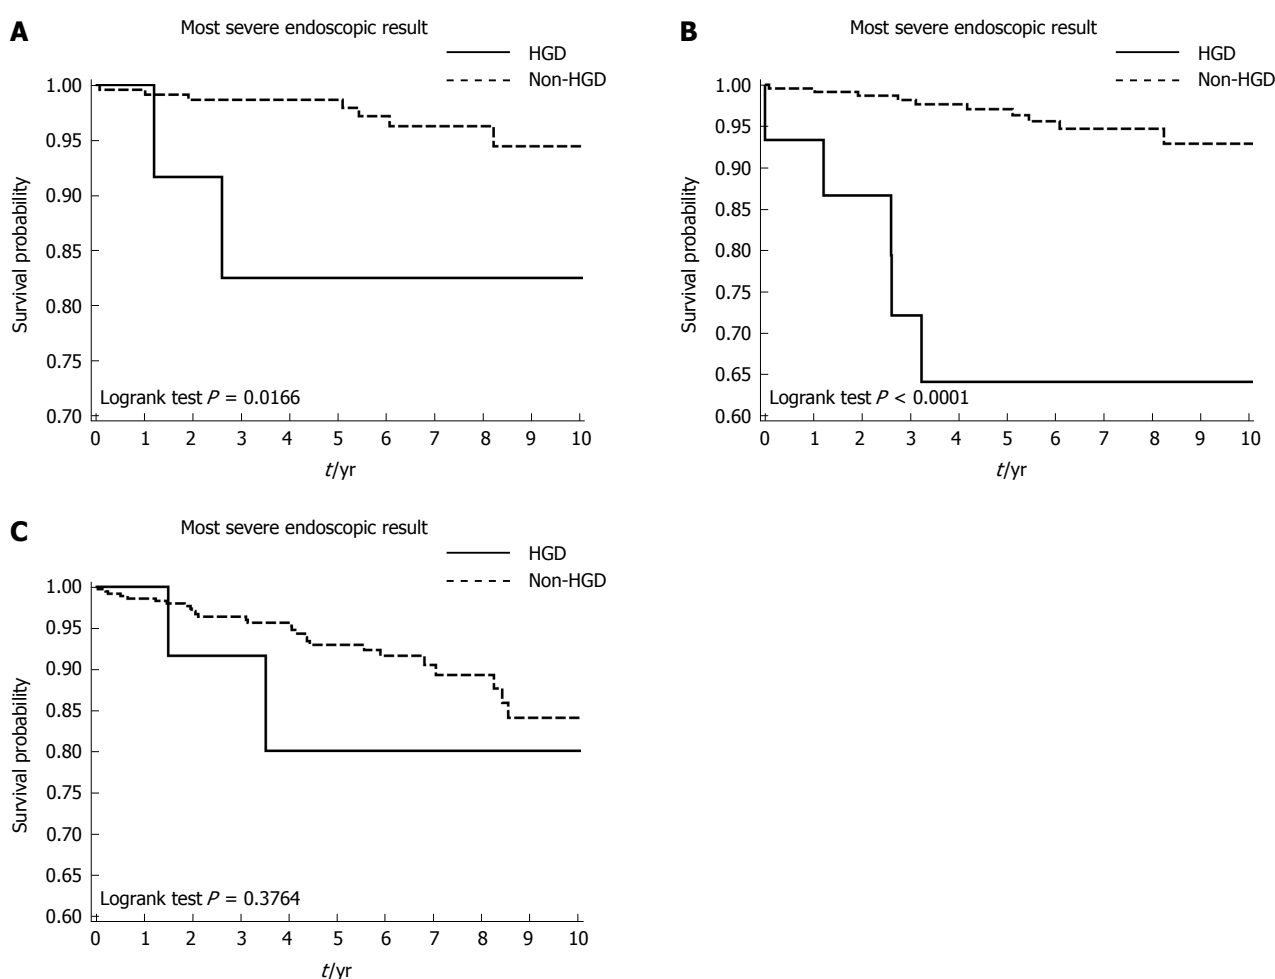 A
Most severe endoscopic result
HGD
Non-HGD
1.00
0.95
0.90
0.85
0.80
0.75
0.70
Survival probability
Logrank test P = 0.0166
0 1 2 3 4 5 6 7 8 9 10
t/yr
B
Most severe endoscopic result
HGD
Non-HGD
1.00
0.95
0.90
0.85
0.80
0.75
0.70
0.65
0.60
Survival probability
Logrank test P < 0.0001
0 1 2 3 4 5 6 7 8 9 10
t/yr
C
Most severe endoscopic result
HGD
Non-HGD
1.00
0.95
0.90
0.85
0.80
0.75
0.70
0.65
0.60
Survival probability
Logrank test P = 0.3764
0 1 2 3 4 5 6 7 8 9 10
t/yr